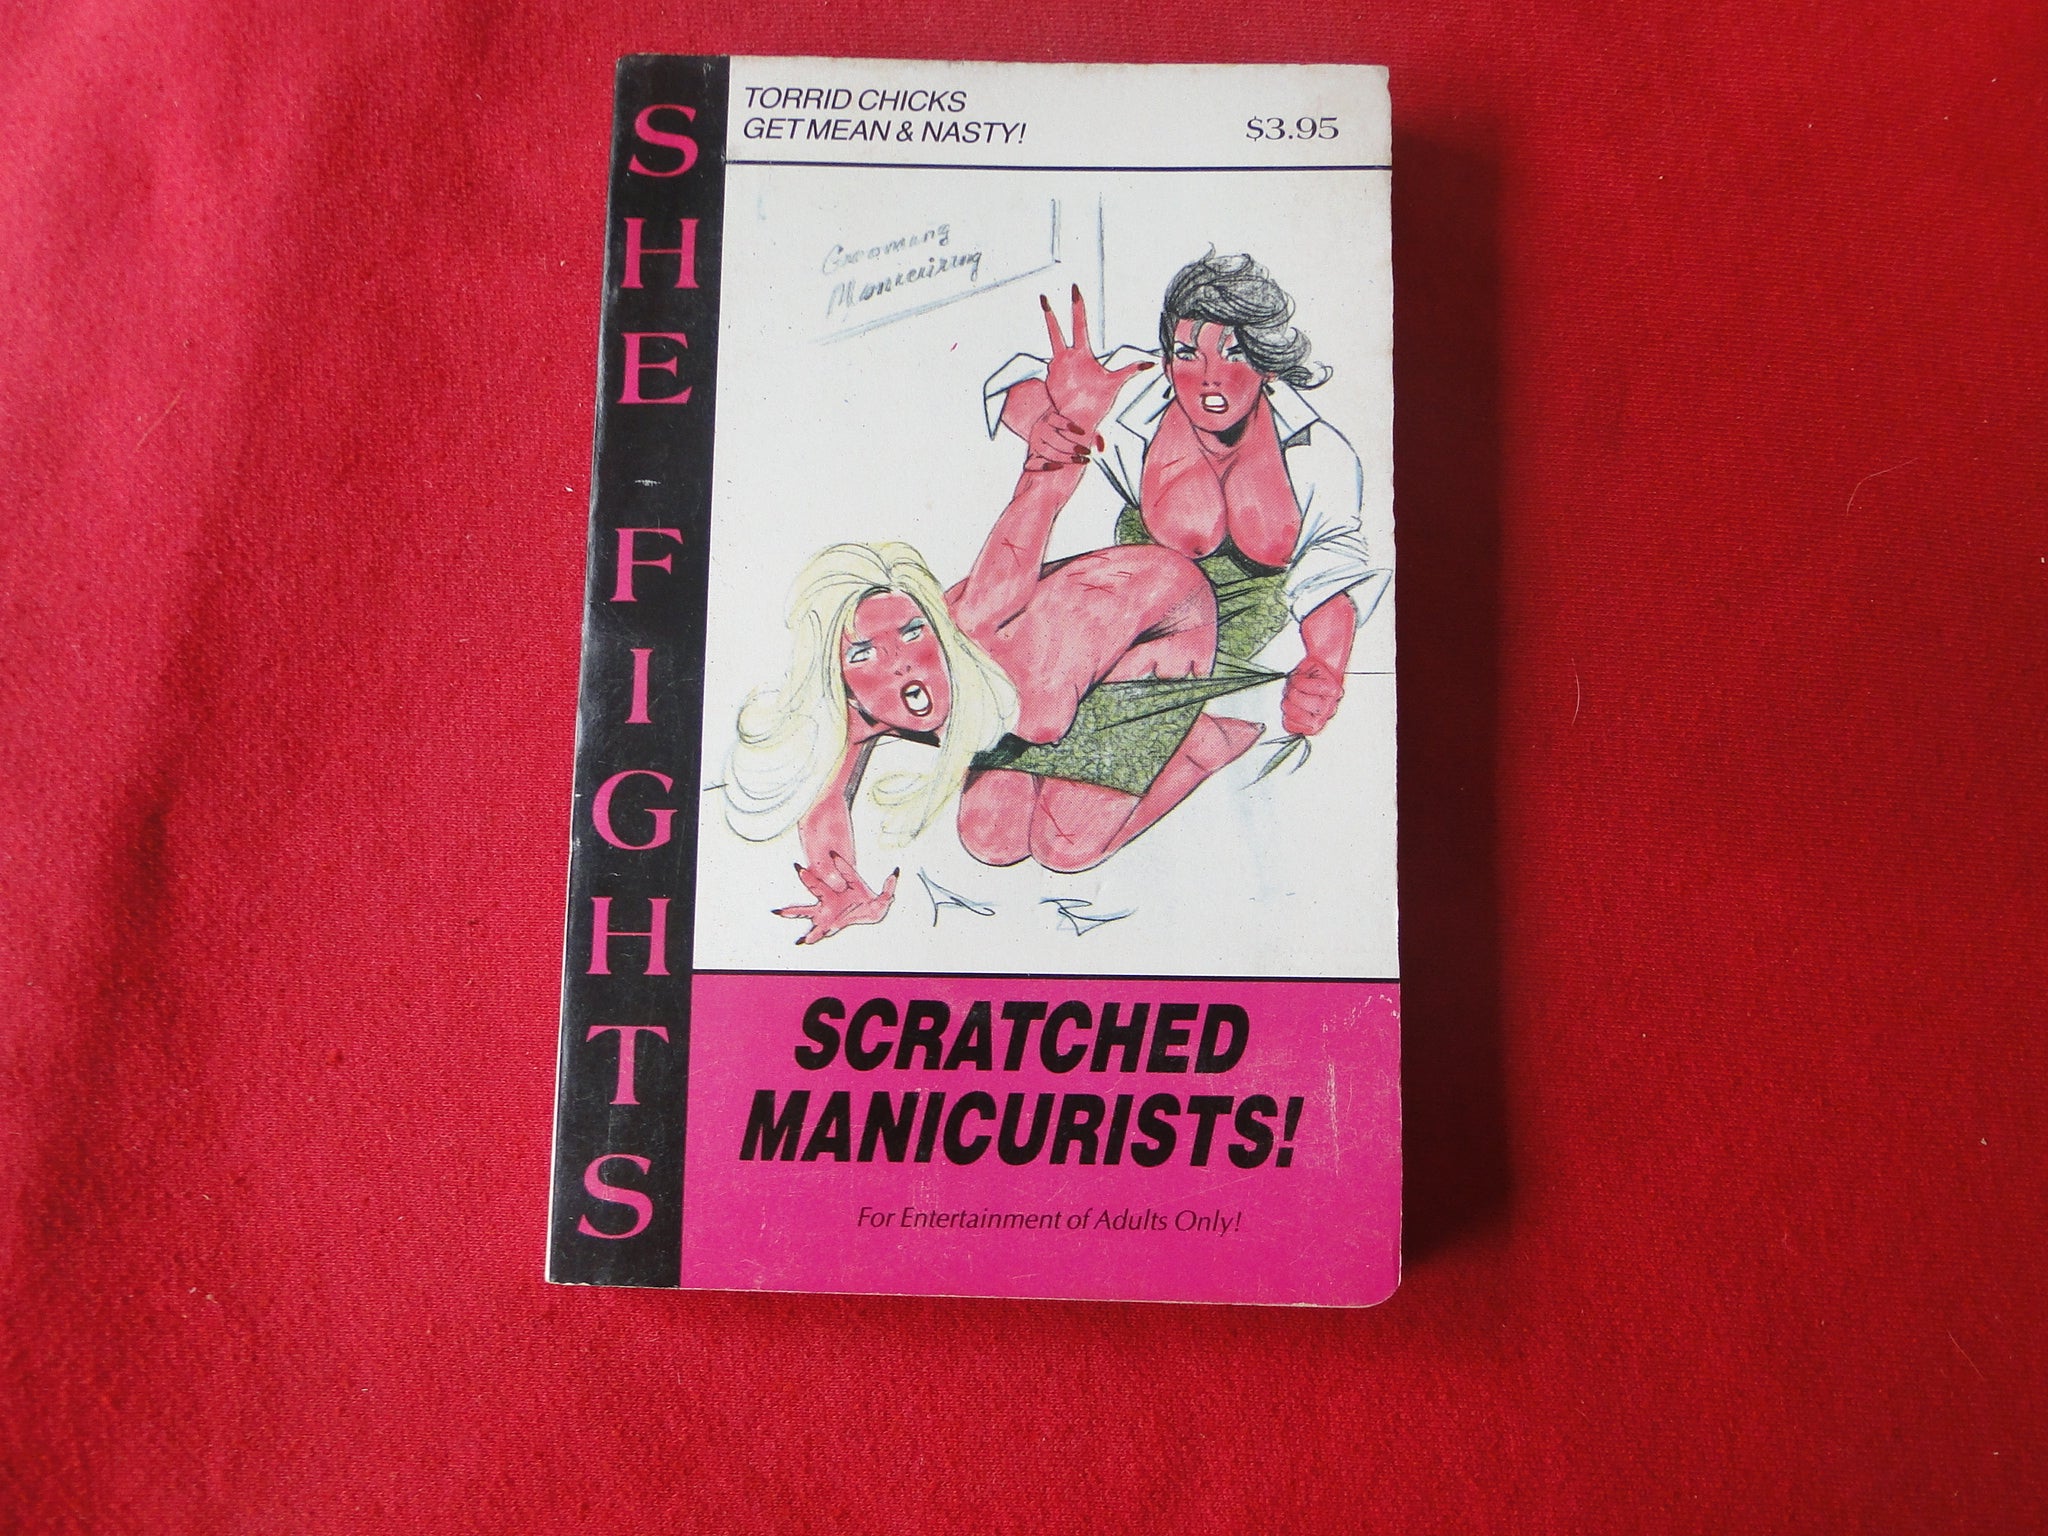 SHE FIGHTS
TORRID CHICKS
GET MEAN & NASTY!
$3.95
Grooming
Manicuring
SCRATCHED
MANICURISTS!
For Entertainment of Adults Only!